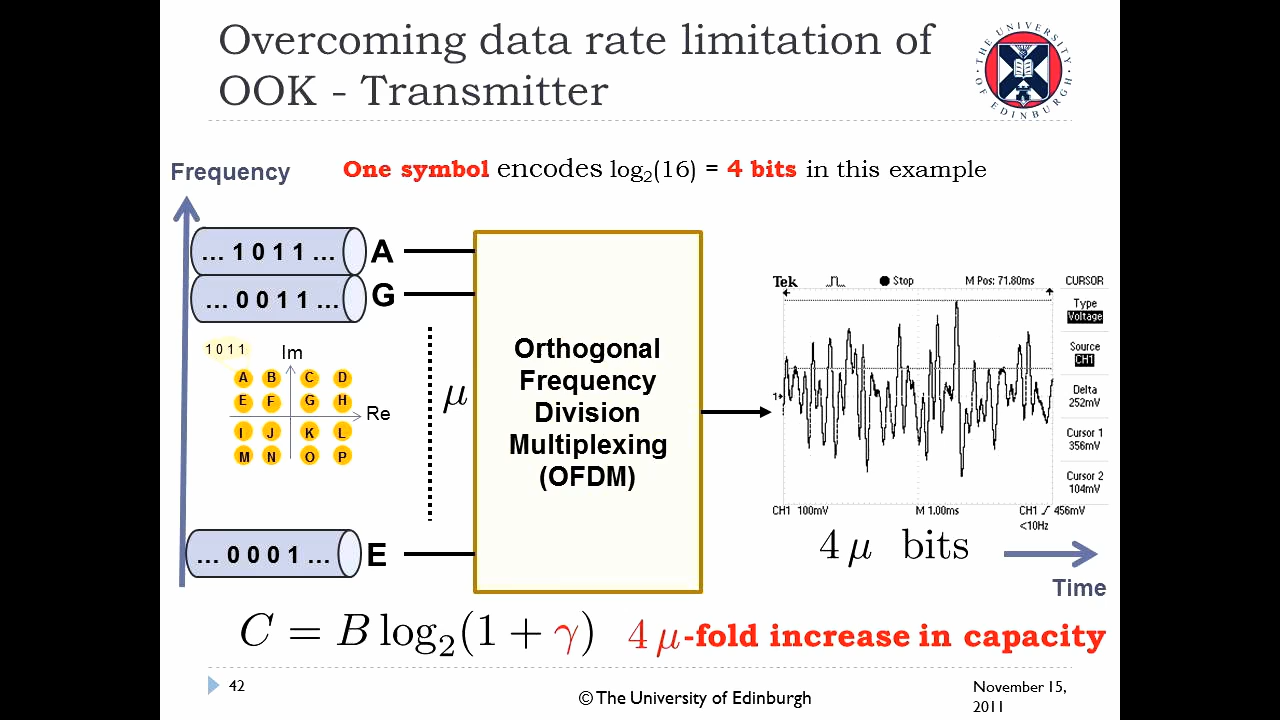 Overcoming data rate limitation of
OOK - Transmitter
THE UNIVERSITY OF EDINBURGH
Frequency
One symbol encodes log₂(16) = 4 bits in this example
... 1 0 1 1 ... A
... 0 0 1 1 ... G
1 0 1 1
Im
A B C D
E F G H
Re
I J K L
M N O P
μ
... 0 0 0 1 ... E
Orthogonal
Frequency
Division
Multiplexing
(OFDM)
Tek Stop M Pos: 71.80ms CURSOR
Type
Voltage
Source
CH1
Delta
252mV
Cursor 1
356mV
Cursor 2
104mV
1
CH1 100mV M 1.00ms CH1 456mV
<10Hz
4 μ bits
Time
C = B log₂(1 + γ) 4 μ-fold increase in capacity
42
© The University of Edinburgh
November 15,
2011